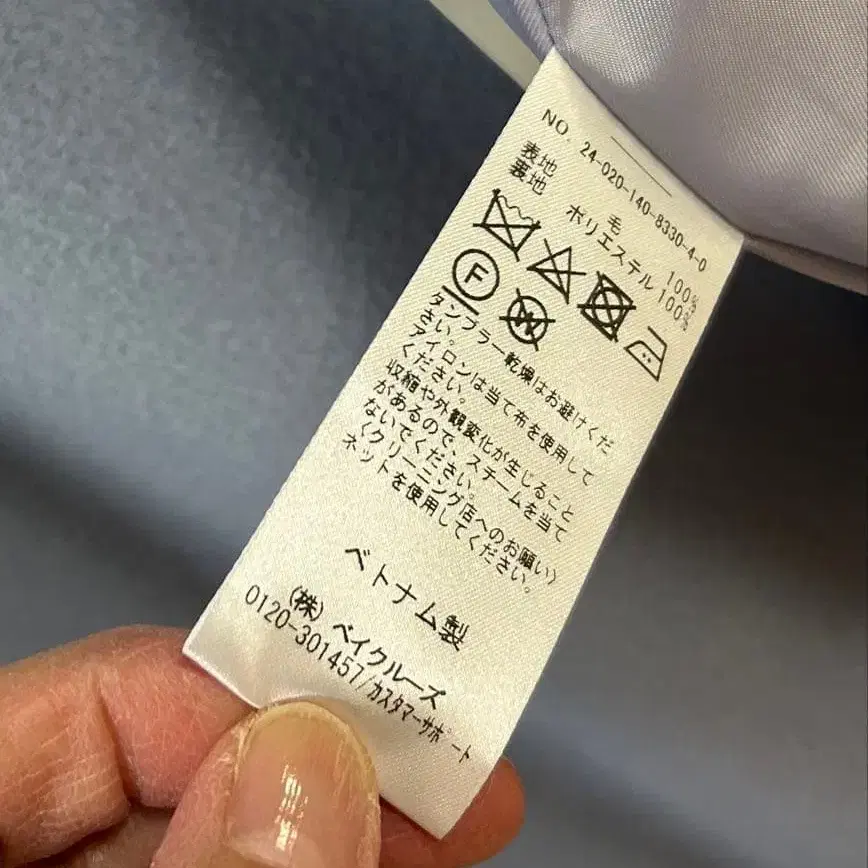 NO. 24-020-140-8330-4-0
表地 毛 100%
裏地 ポリエステル 100%
F
W
タンブラー乾燥はお避けくだ
さい。
アイロンは当て布を使用して
ください。
収縮や外観変化が生じること
があるので、スチームを当て
ないでください。
(クリーニング店へのお願い)
ネットを使用してください。
ベトナム製
(株) ベイクルーズ
0120-301457/カスタマーサポート